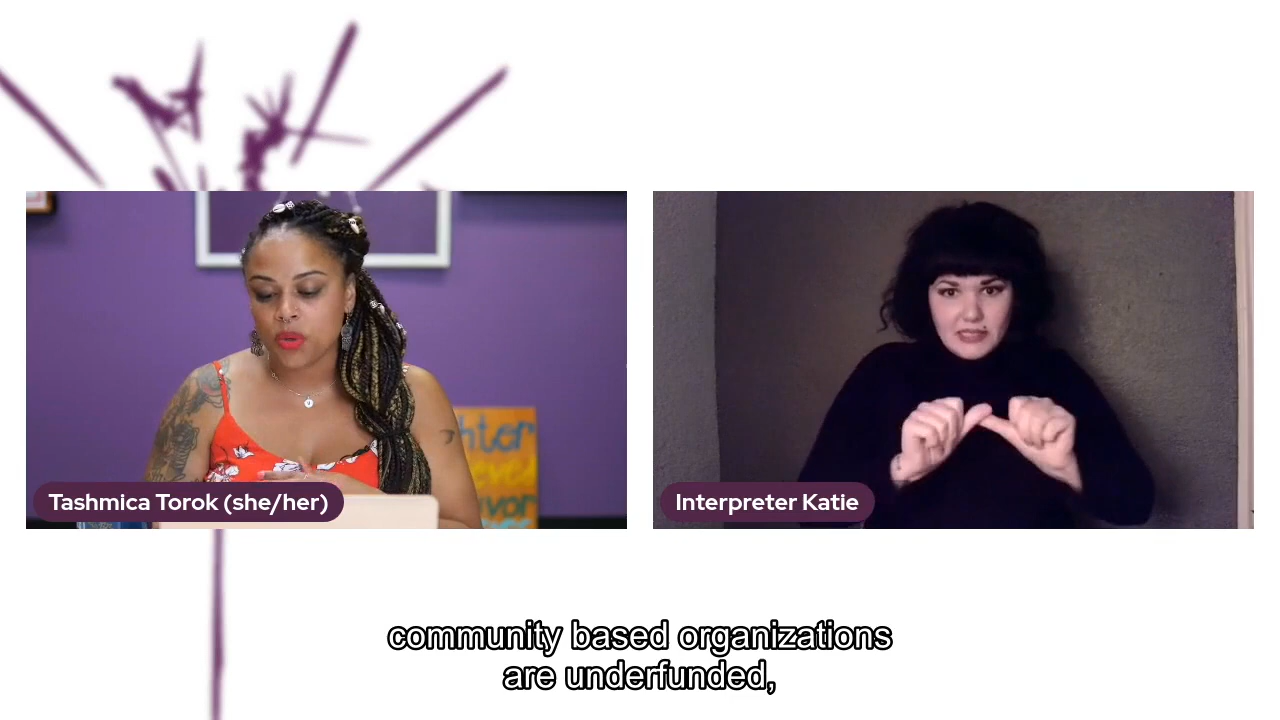 Tashmica Torok (she/her)
Interpreter Katie
community based organizations
are underfunded,